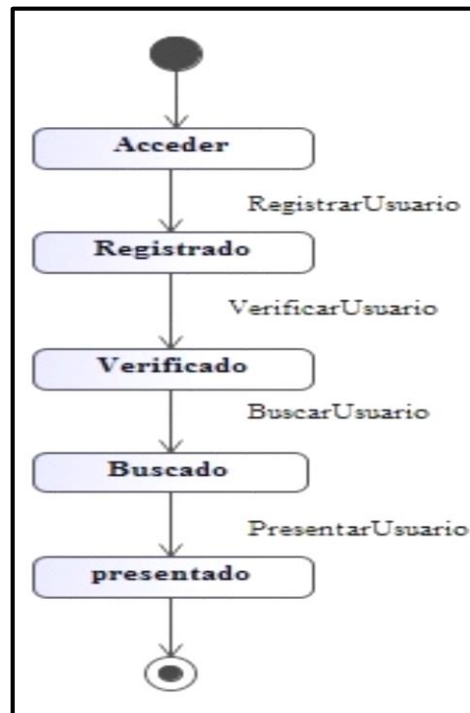 Acceder
RegistrarUsuario
Registrado
VerificarUsuario
Verificado
BuscarUsuario
Buscado
PresentarUsuario
presentado